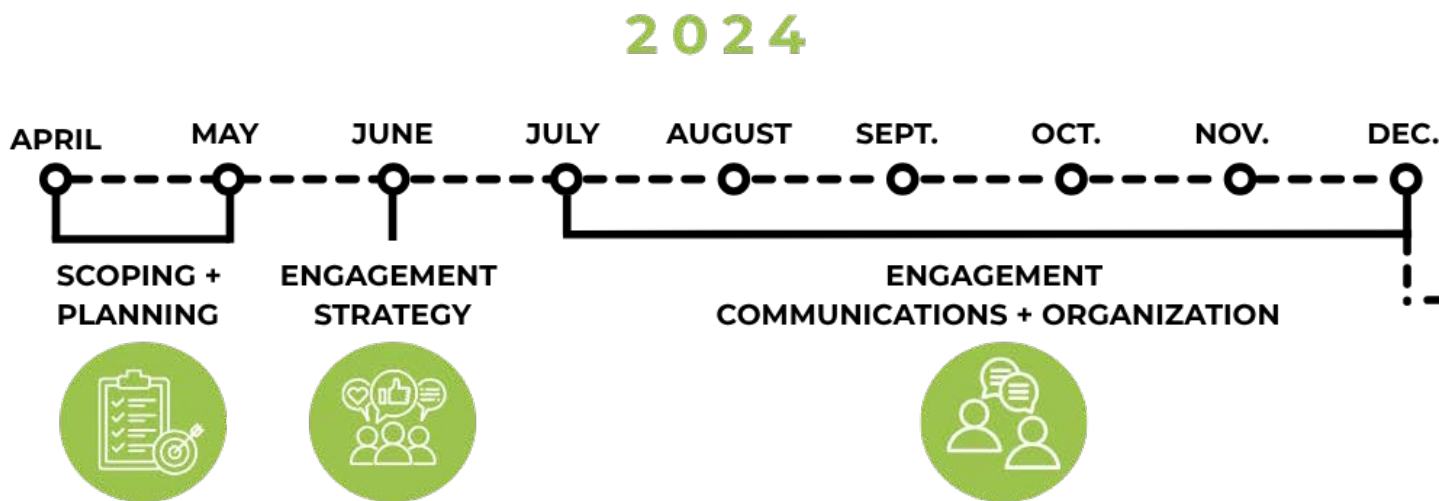 2024
APRIL MAY JUNE JULY AUGUST SEPT. OCT. NOV. DEC.
SCOPING +
PLANNING
ENGAGEMENT
STRATEGY
ENGAGEMENT
COMMUNICATIONS + ORGANIZATION